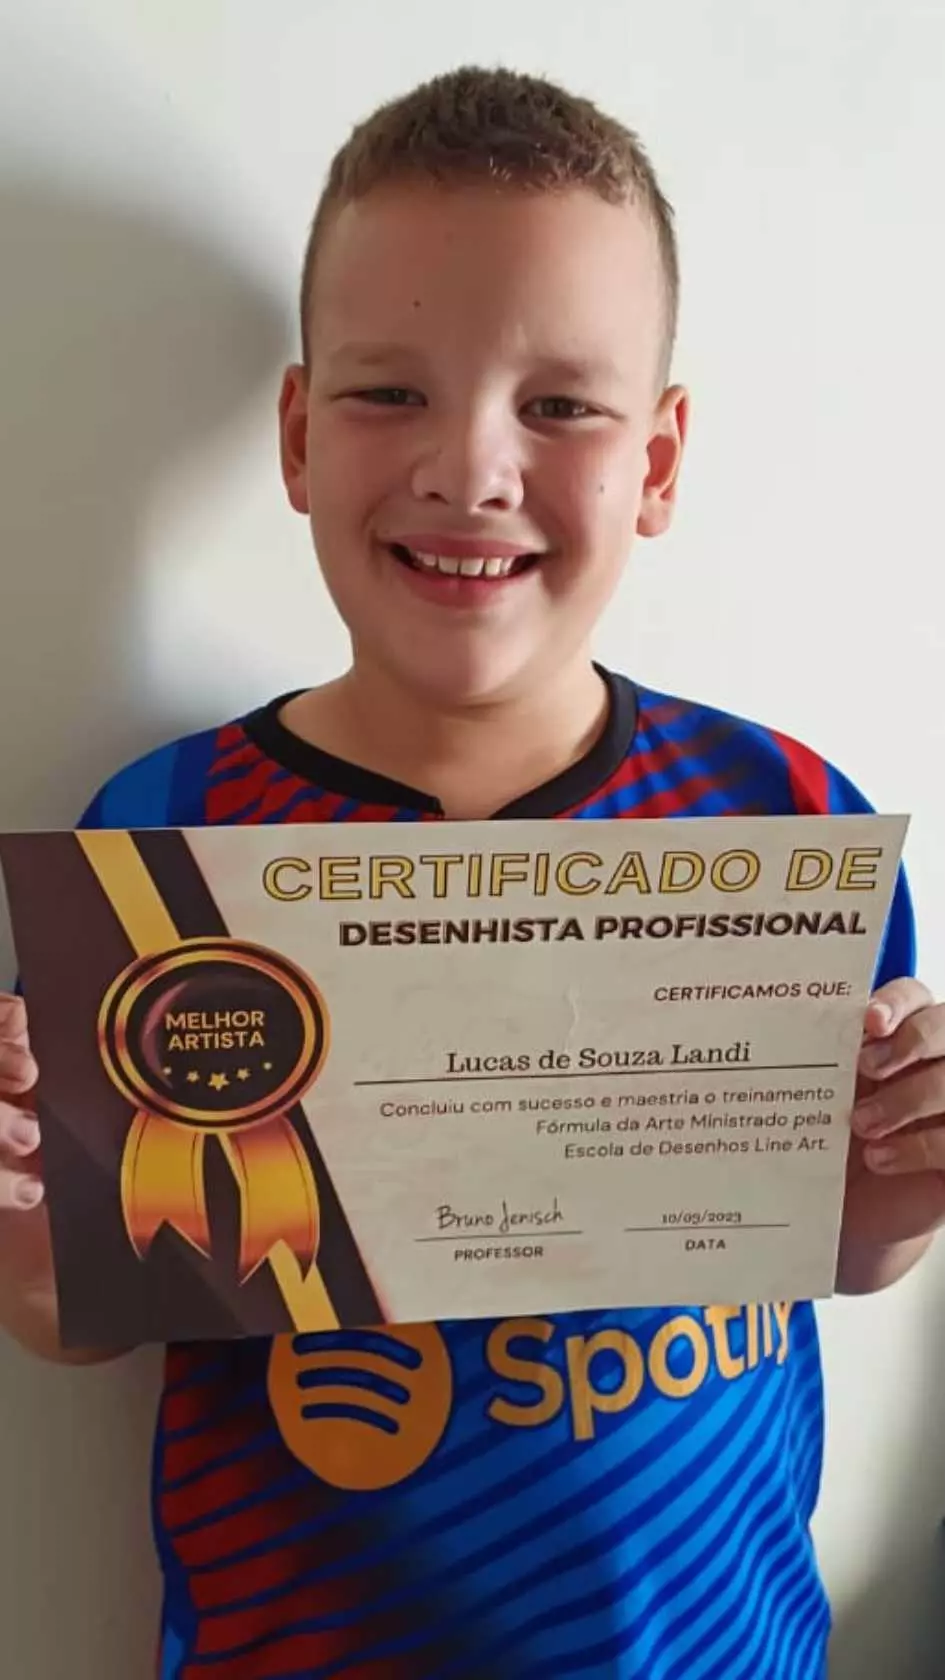 CERTIFICADO DE
DESENHISTA PROFISSIONAL
MELHOR
ARTISTA
CERTIFICAMOS QUE:
Lucas de Souza Landi
Concluiu com sucesso e maestria o treinamento
Fórmula da Arte Ministrado pela
Escola de Desenhos Line Art.
Bruno Jenisch
10/09/2023
PROFESSOR
DATA
Spotify